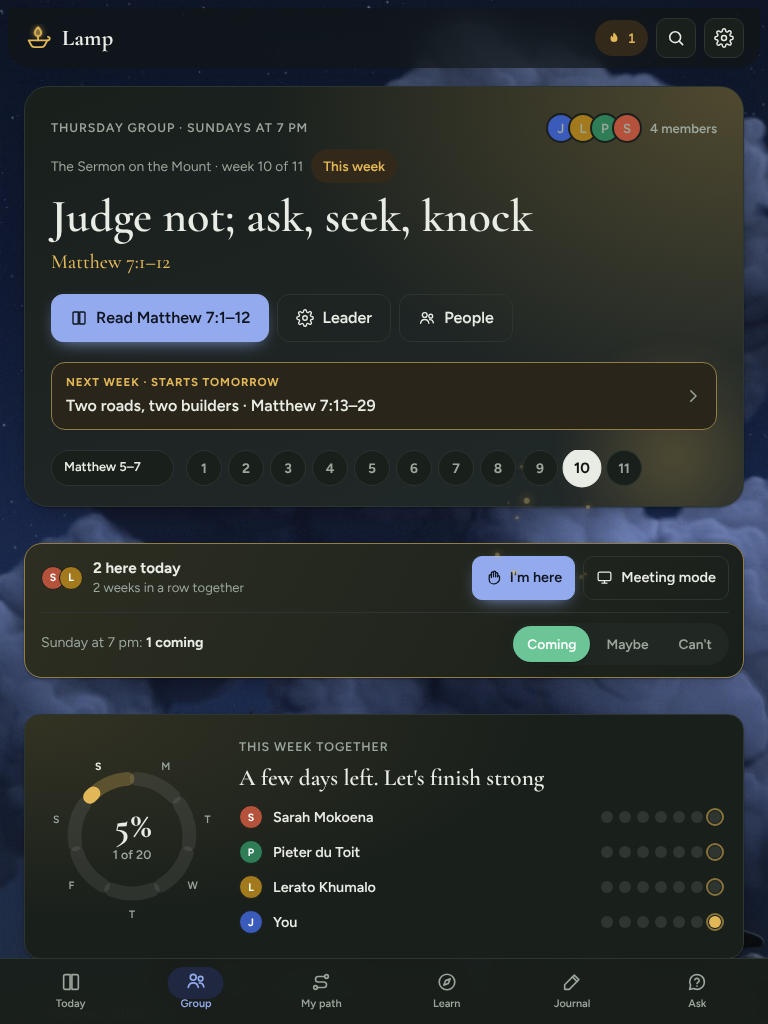 Lamp
1
THURSDAY GROUP · SUNDAYS AT 7 PM
J L P S 4 members
The Sermon on the Mount · week 10 of 11 This week
Judge not; ask, seek, knock
Matthew 7:1–12
Read Matthew 7:1–12 Leader People
NEXT WEEK · STARTS TOMORROW
Two roads, two builders · Matthew 7:13–29
Matthew 5–7 1 2 3 4 5 6 7 8 9 10 11
S L 2 here today
2 weeks in a row together
I'm here Meeting mode
Sunday at 7 pm: 1 coming
Coming Maybe Can't
S M T W T F S
5%
1 of 20
THIS WEEK TOGETHER
A few days left. Let's finish strong
S Sarah Mokoena
P Pieter du Toit
L Lerato Khumalo
J You
Today Group My path Learn Journal Ask